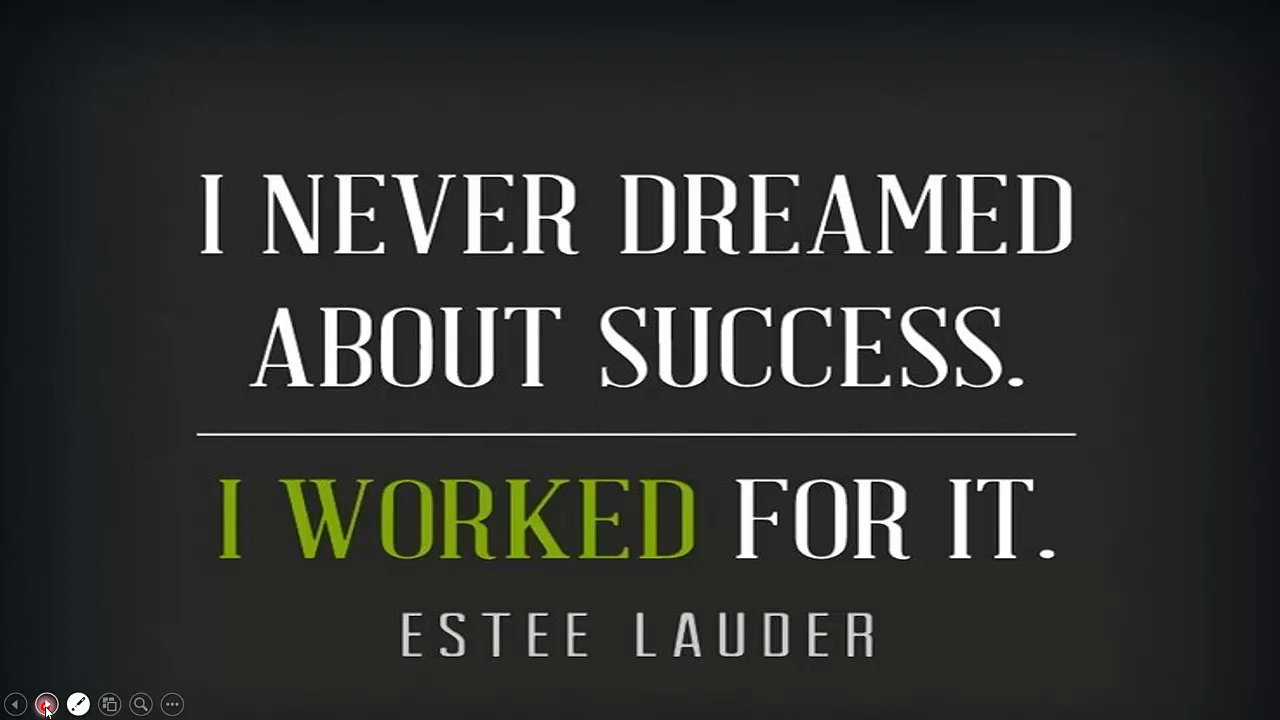 I NEVER DREAMED
ABOUT SUCCESS.
I WORKED FOR IT.
ESTEE LAUDER